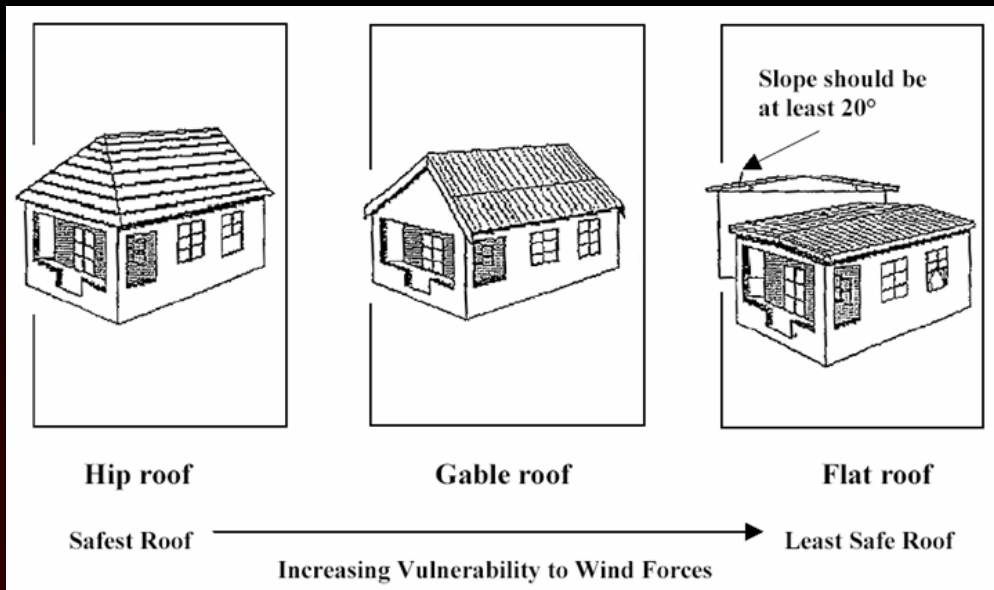 Slope should be
at least 20°
Hip roof
Gable roof
Flat roof
Safest Roof
Least Safe Roof
Increasing Vulnerability to Wind Forces